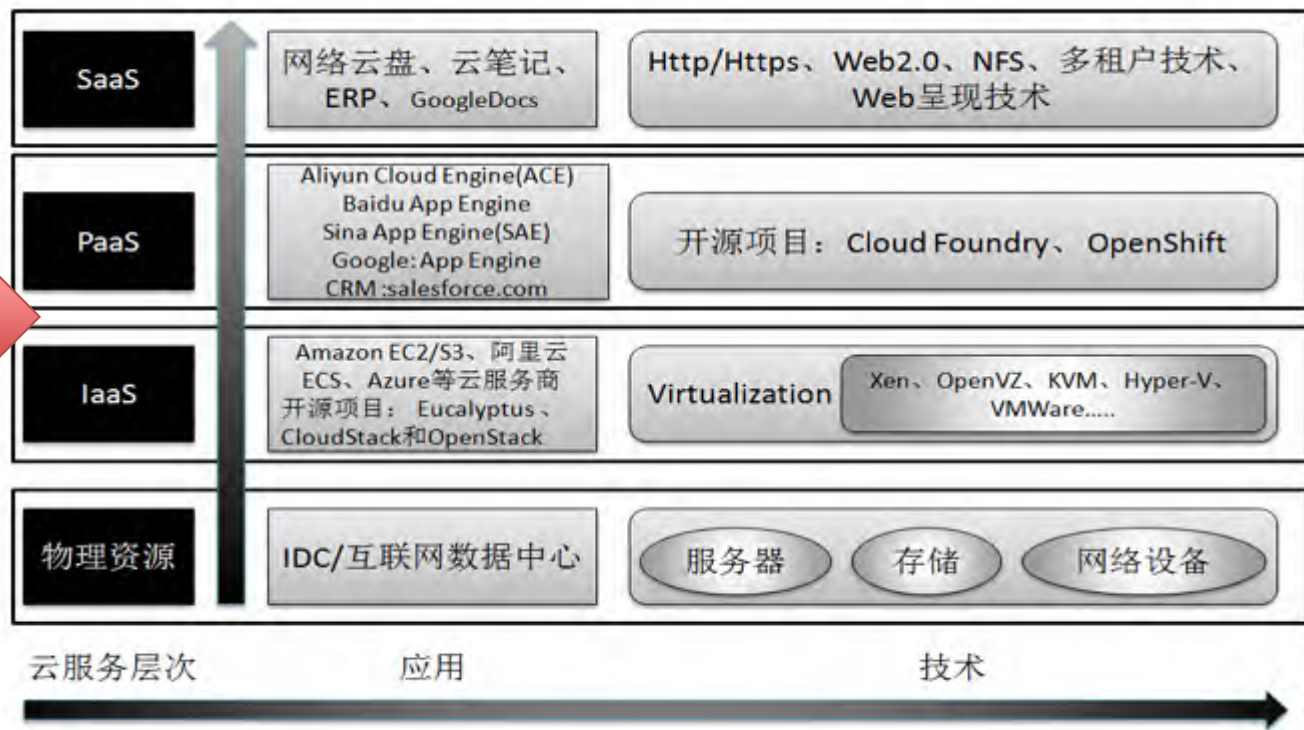 SaaS
网络云盘、云笔记、
ERP、GoogleDocs
Http/Https、Web2.0、NFS、多租户技术、
Web呈现技术
PaaS
Aliyun Cloud Engine(ACE)
Baidu App Engine
Sina App Engine(SAE)
Google:App Engine
CRM:salesforce.com
开源项目：Cloud Foundry、OpenShift
IaaS
Amazon EC2/S3、阿里云
ECS、Azure等云服务商
开源项目：Eucalyptus、
CloudStack和OpenStack
Virtualization
Xen、OpenVZ、KVM、Hyper-V、
VMWare.....
物理资源
IDC/互联网数据中心
服务器
存储
网络设备
云服务层次
应用
技术